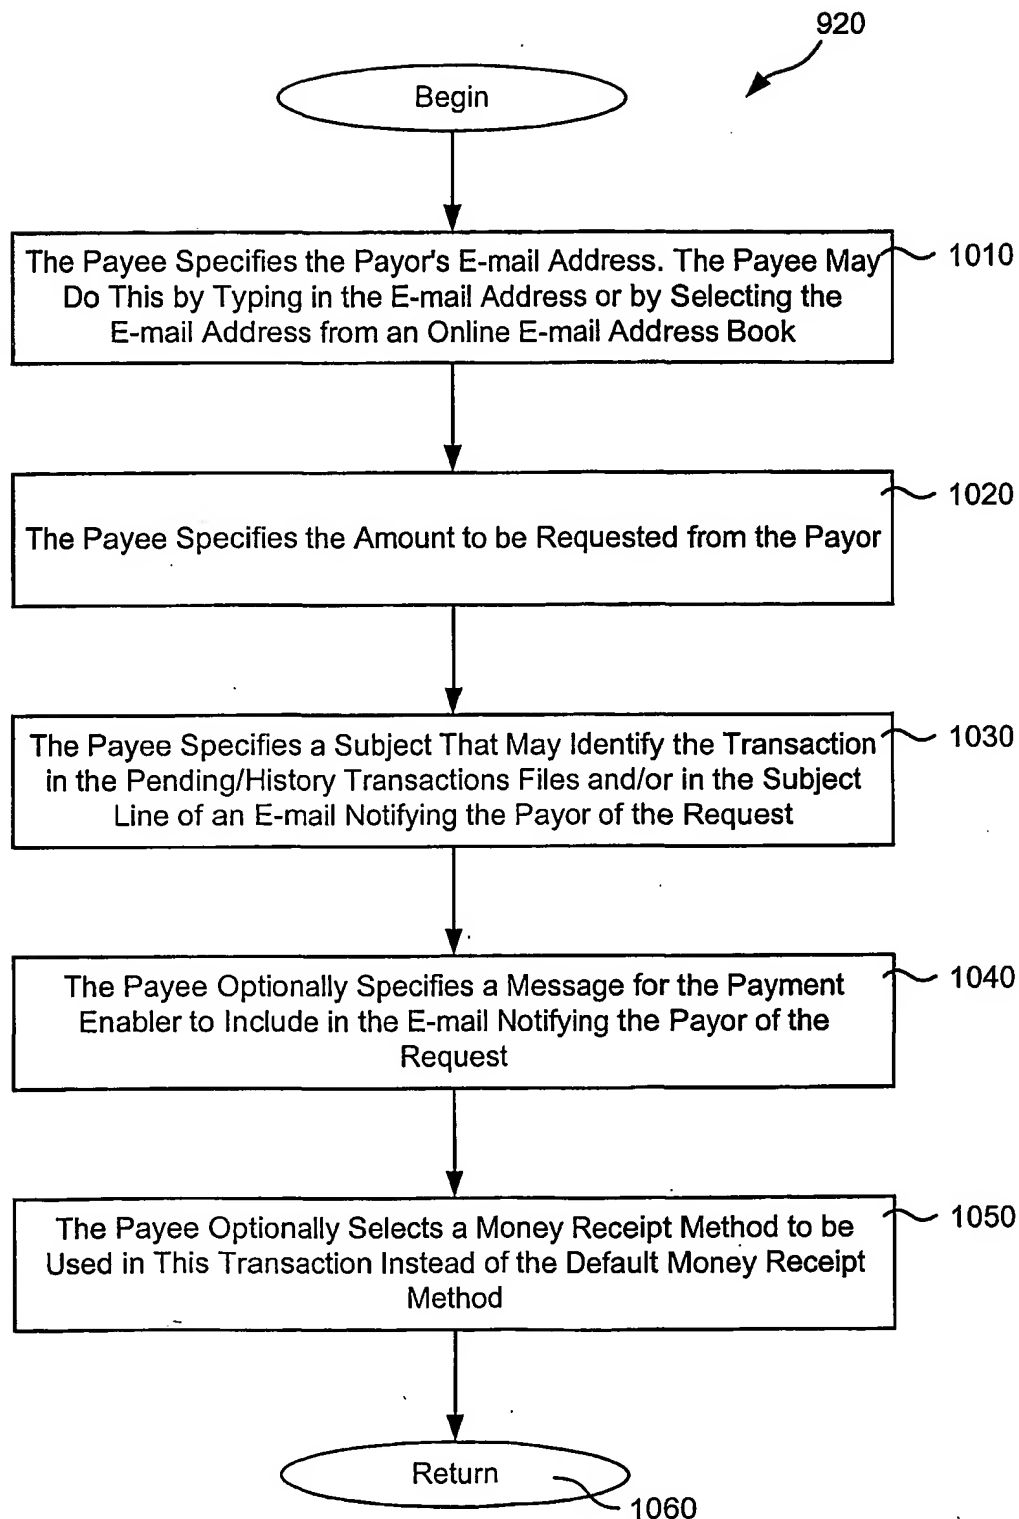 920
Begin
The Payee Specifies the Payor's E-mail Address. The Payee May
Do This by Typing in the E-mail Address or by Selecting the
E-mail Address from an Online E-mail Address Book
1010
The Payee Specifies the Amount to be Requested from the Payor
1020
The Payee Specifies a Subject That May Identify the Transaction
in the Pending/History Transactions Files and/or in the Subject
Line of an E-mail Notifying the Payor of the Request
1030
The Payee Optionally Specifies a Message for the Payment
Enabler to Include in the E-mail Notifying the Payor of the
Request
1040
The Payee Optionally Selects a Money Receipt Method to be
Used in This Transaction Instead of the Default Money Receipt
Method
1050
Return
1060